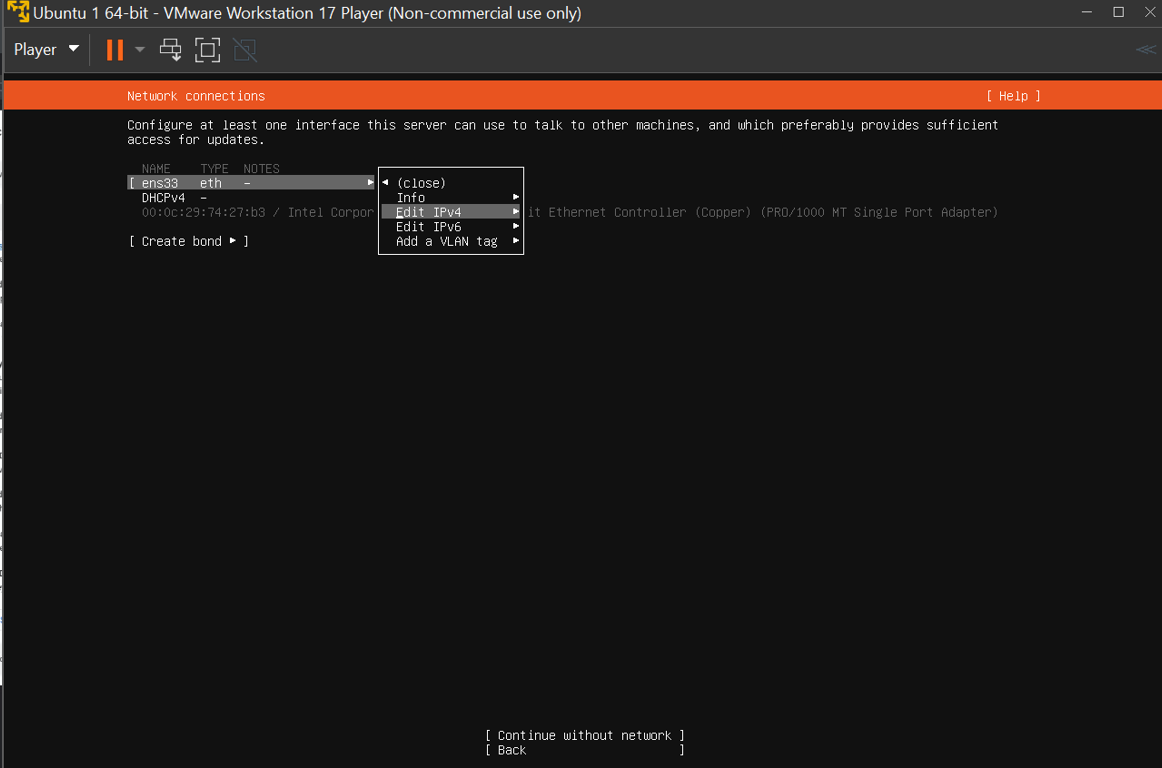 Ubuntu 1 64-bit - VMware Workstation 17 Player (Non-commercial use only)
Player
Network connections [ Help ]
Configure at least one interface this server can use to talk to other machines, and which preferably provides sufficient
access for updates.
NAME TYPE NOTES
[ ens33 eth - ▸ ◂ (close)
DHCPv4 - Info ▸
00:0c:29:74:27:b3 / Intel Corpor Edit IPv4 ▸ it Ethernet Controller (Copper) (PRO/1000 MT Single Port Adapter)
Edit IPv6 ▸
[ Create bond ▸ ] Add a VLAN tag ▸
[ Continue without network ]
[ Back ]